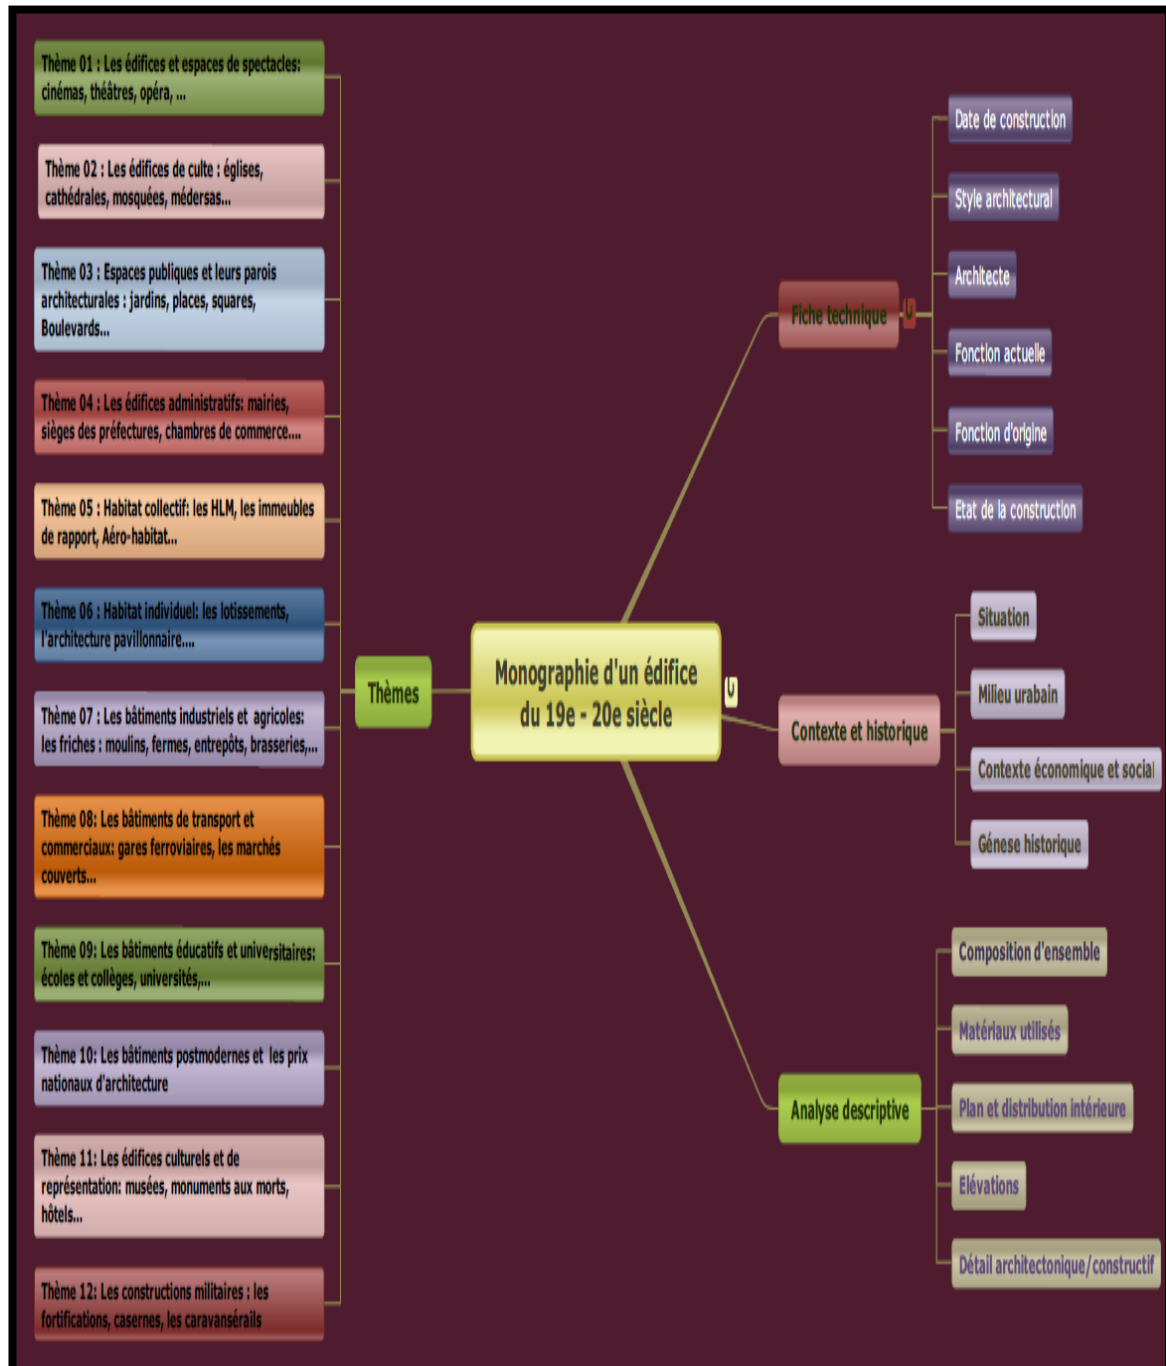 Thème 01 : Les édifices et espaces de spectacles:
cinémas, théâtres, opéra, ...
Thème 02 : Les édifices de culte : églises,
cathédrales, mosquées, médersas...
Thème 03 : Espaces publiques et leurs parois
architecturales : jardins, places, squares,
Boulevards...
Thème 04 : Les édifices administratifs: mairies,
sièges des préfectures, chambres de commerce....
Thème 05 : Habitat collectif: les HLM, les immeubles
de rapport, Aéro-habitat...
Thème 06 : Habitat individuel: les lotissements,
l'architecture pavillonnaire....
Thème 07 : Les bâtiments industriels et agricoles:
les friches : moulins, fermes, entrepôts, brasseries,...
Thème 08: Les bâtiments de transport et
commerciaux: gares ferroviaires, les marchés
couverts...
Thème 09: Les bâtiments éducatifs et universitaires:
écoles et collèges, universités,...
Thème 10: Les bâtiments postmodernes et les prix
nationaux d'architecture
Thème 11: Les édifices culturels et de
représentation: musées, monuments aux morts,
hôtels...
Thème 12: Les constructions militaires : les
fortifications, casernes, les caravansérails
Thèmes
Monographie d'un édifice
du 19e - 20e siècle
Fiche technique
Date de construction
Style architectural
Architecte
Fonction actuelle
Fonction d'origine
Etat de la construction
Contexte et historique
Situation
Milieu urabain
Contexte économique et social
Génese historique
Analyse descriptive
Composition d'ensemble
Matériaux utilisés
Plan et distribution intérieure
Elévations
Détail architectonique/constructif